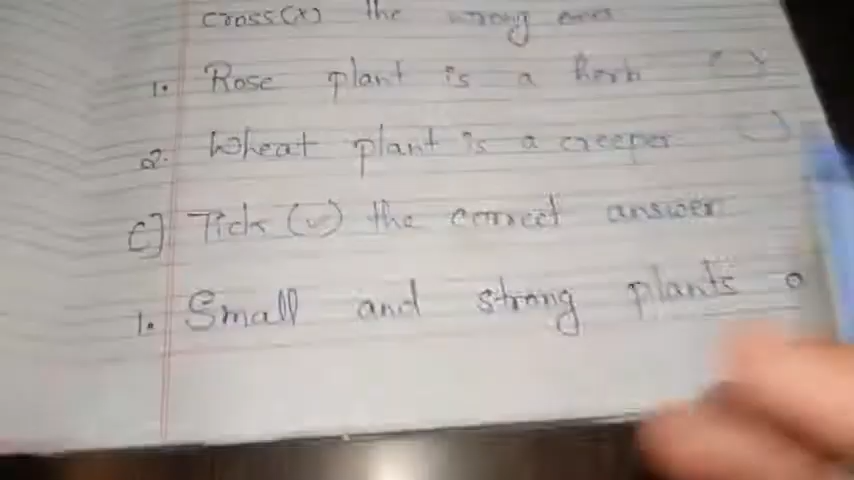 cross(x) the wrong ones
1. Rose plant is a herb ( )
2. Wheat plant is a creeper ( )
C] Tick (✓) the correct answer
1. Small and strong plants